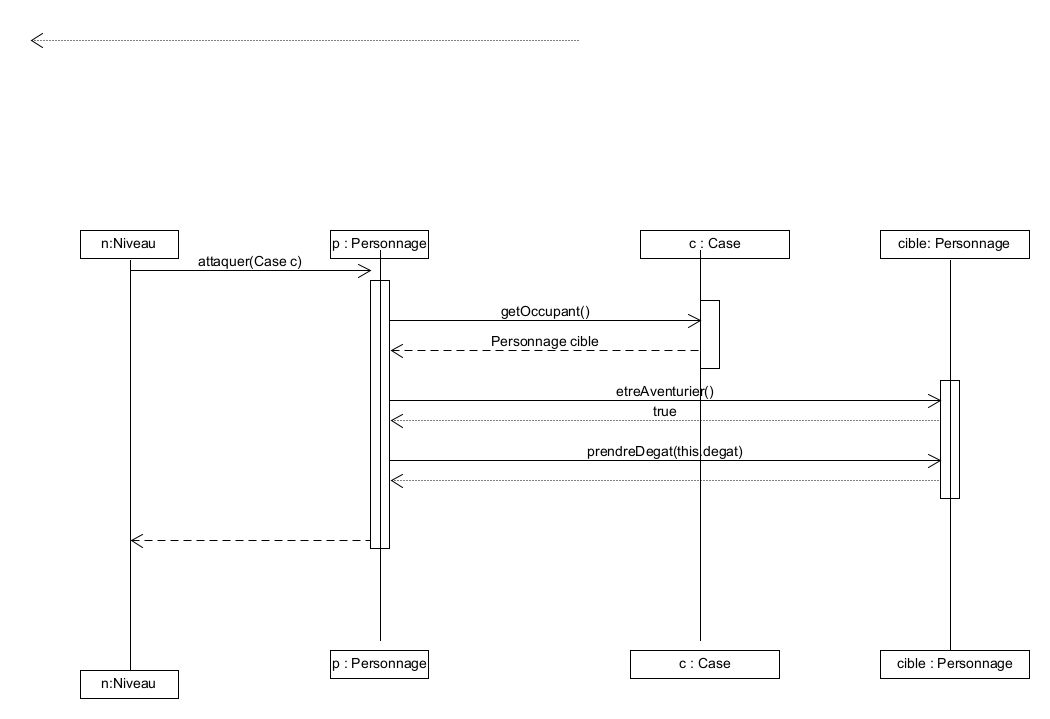 n:Niveau
p : Personnage
c : Case
cible: Personnage
attaquer(Case c)
getOccupant()
Personnage cible
etreAventurier()
true
prendreDegat(this.degat)
p : Personnage
c : Case
cible : Personnage
n:Niveau